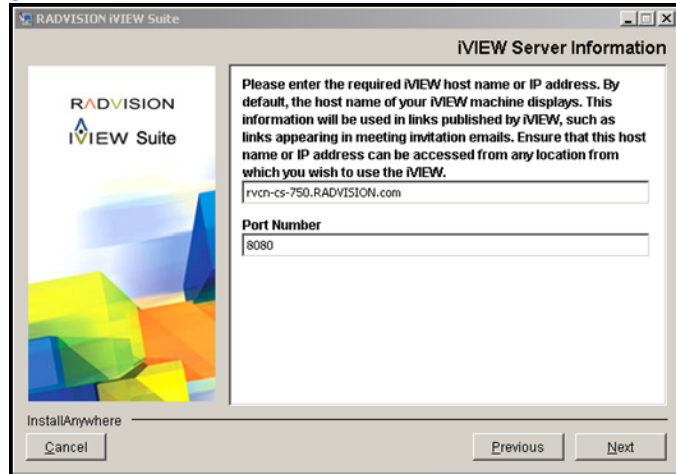 RADVISION iVIEW Suite
iVIEW Server Information
RADVISION
iVIEW Suite
Please enter the required iVIEW host name or IP address. By
default, the host name of your iVIEW machine displays. This
information will be used in links published by iVIEW, such as
links appearing in meeting invitation emails. Ensure that this host
name or IP address can be accessed from any location from
which you wish to use the iVIEW.
rvcn-cs-750.RADVISION.com
Port Number
8080
InstallAnywhere
Cancel
Previous
Next